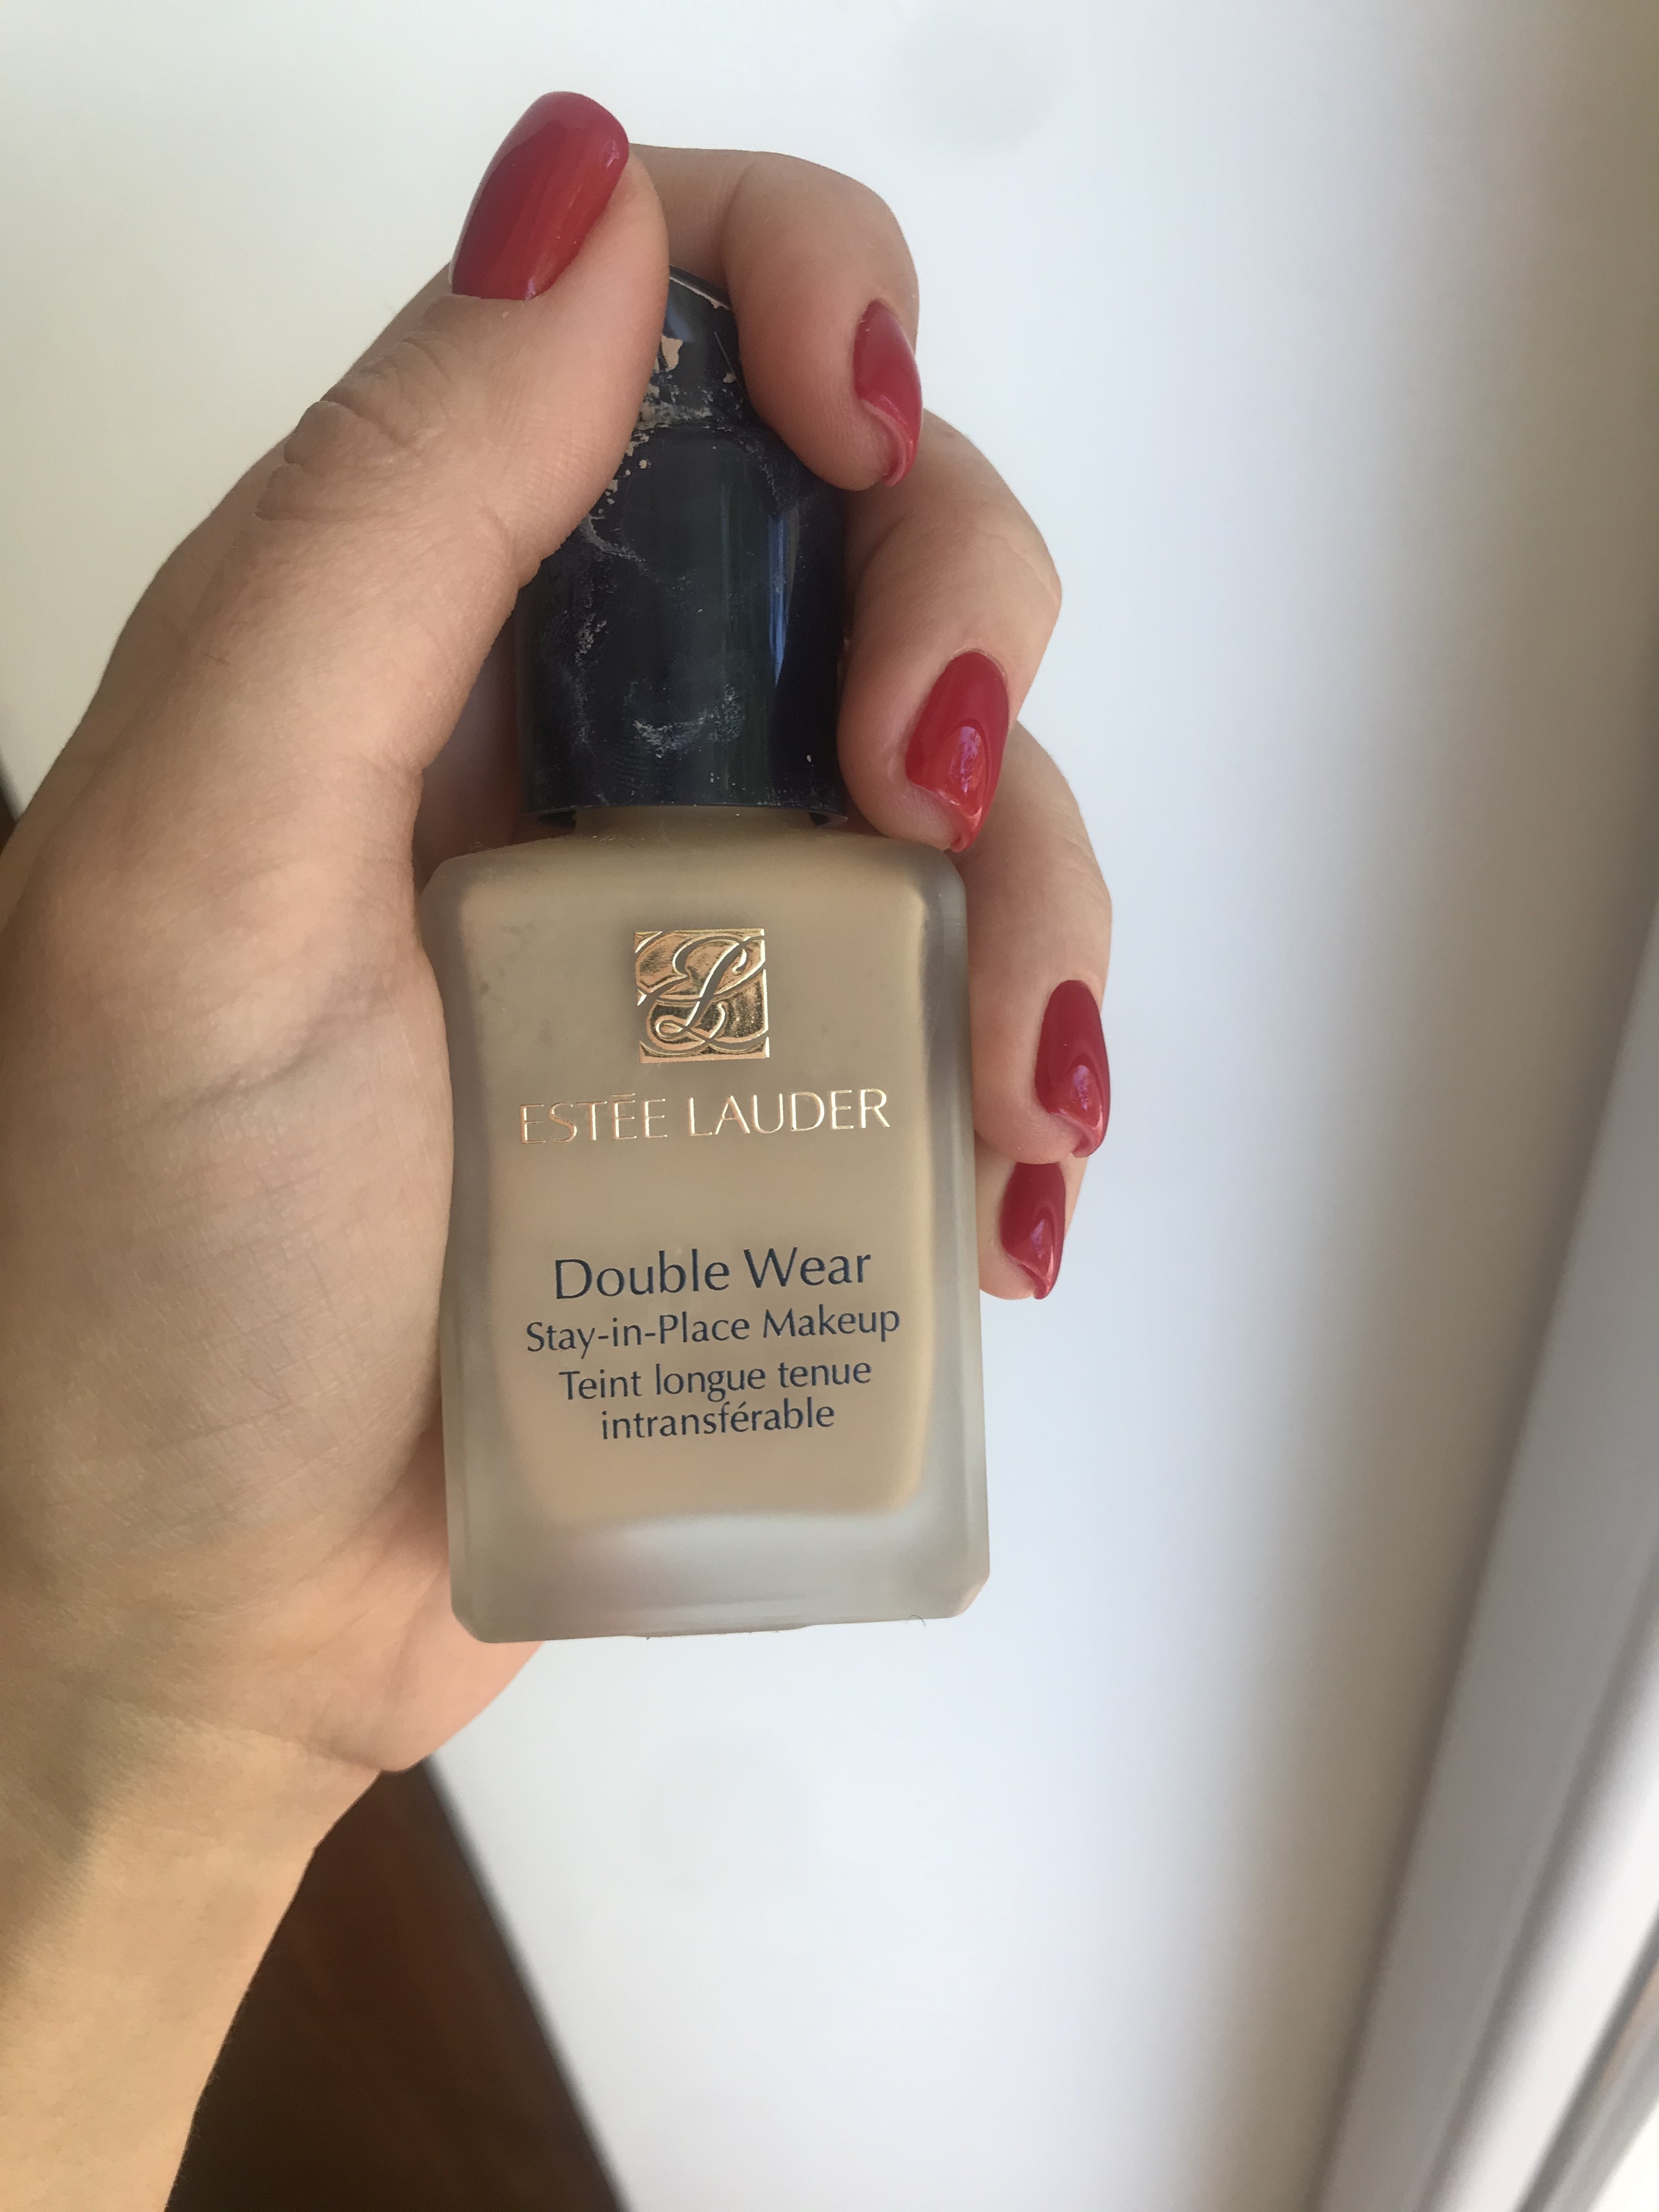 ESTĒE LAUDER
Double Wear
Stay-in-Place Makeup
Teint longue tenue
intransférable